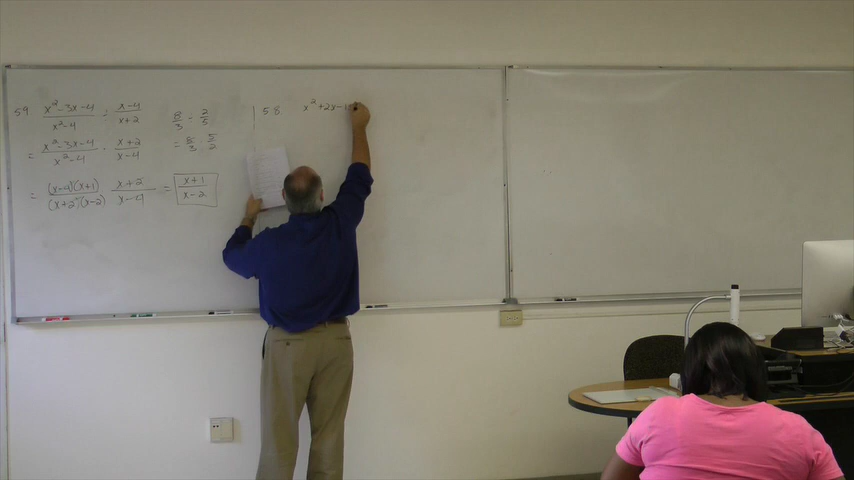 59 (x²-3x-4)/(x²-4) ÷ (x-4)/(x+2)
= (x²-3x-4)/(x²-4) · (x+2)/(x-4)
= (x-4)(x+1)/(x+2)(x-2) (x+2)/(x-4) = (x+1)/(x-2)
8/3 ÷ 2/5
= 8/3 · 5/2
58 x²+2x-1